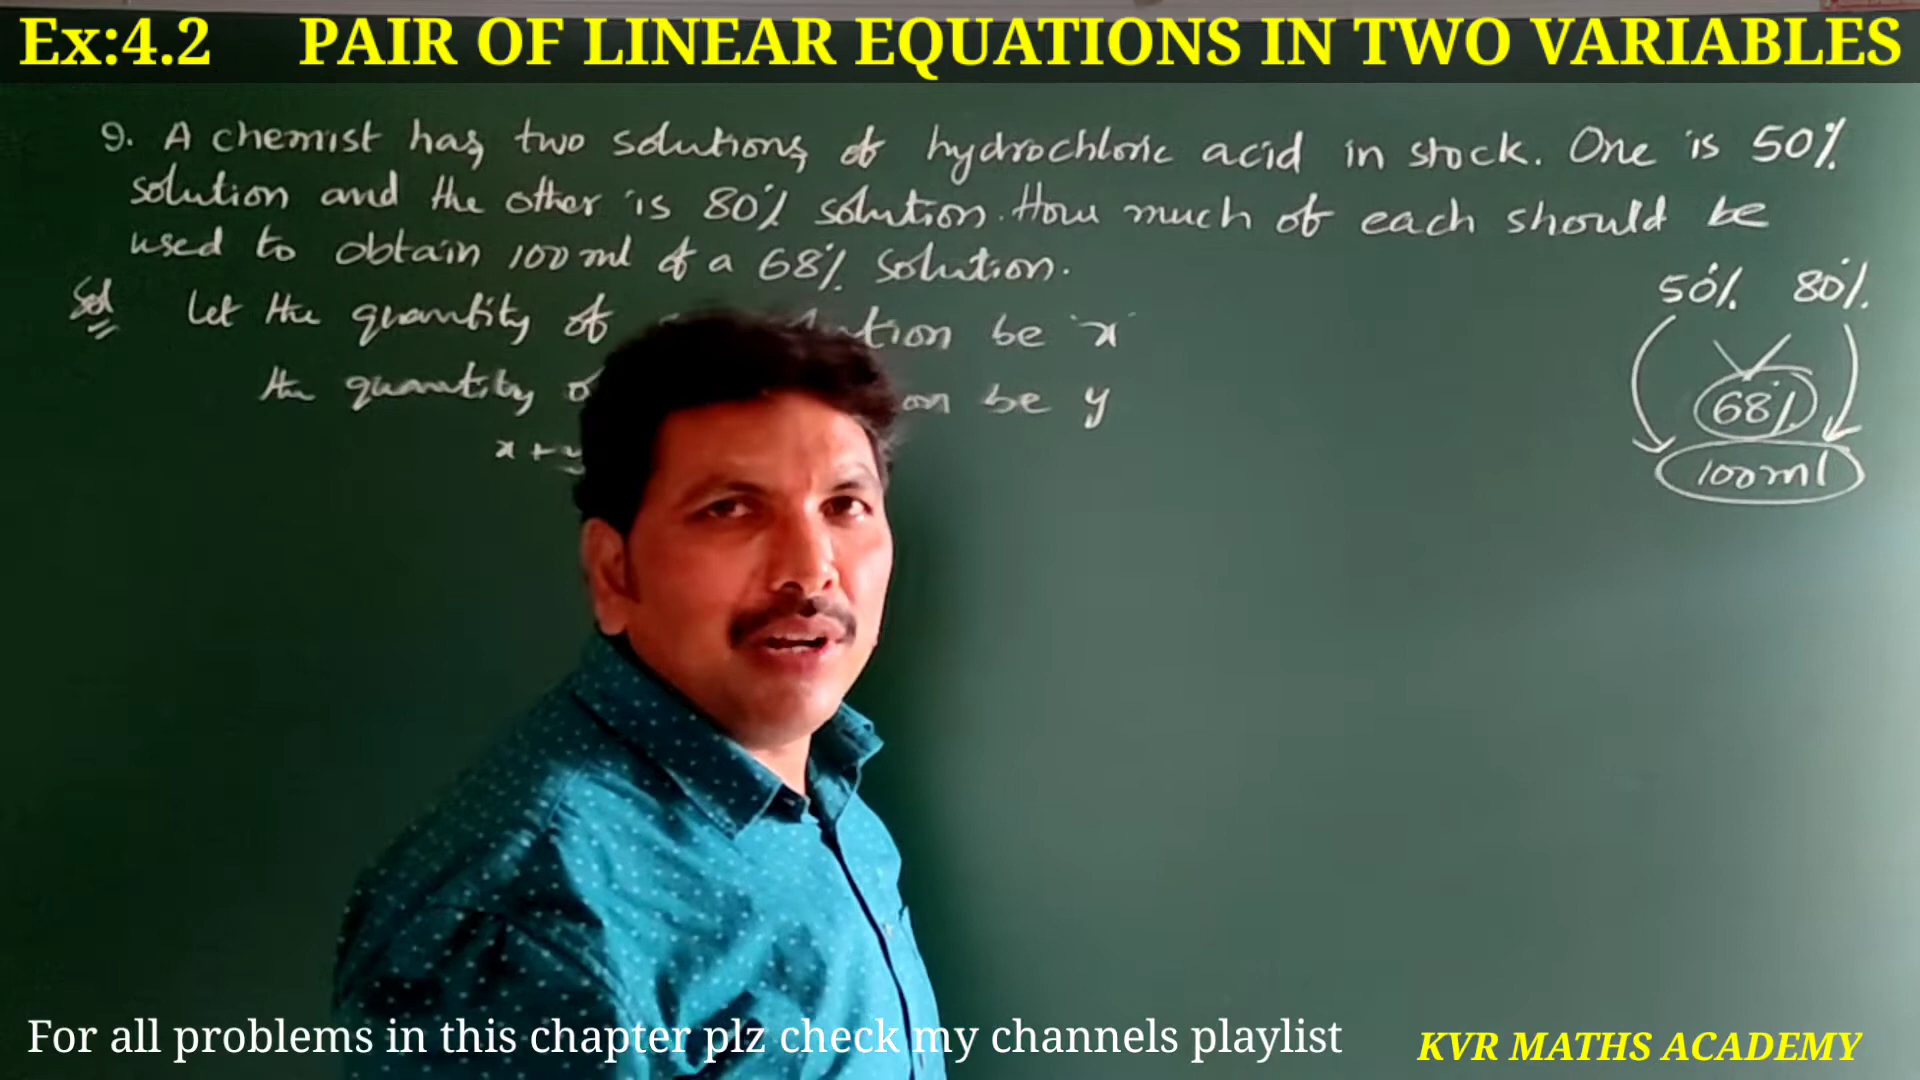 Ex:4.2 PAIR OF LINEAR EQUATIONS IN TWO VARIABLES
9. A chemist has two solutions of hydrochloric acid in stock. One is 50%
solution and the other is 80% solution. How much of each should be
used to obtain 100 ml of a 68% solution.
Sol Let the quantity of be x
the quantity be y
x +
50% 80%
68%
100ml
For all problems in this chapter plz check my channels playlist
KVR MATHS ACADEMY